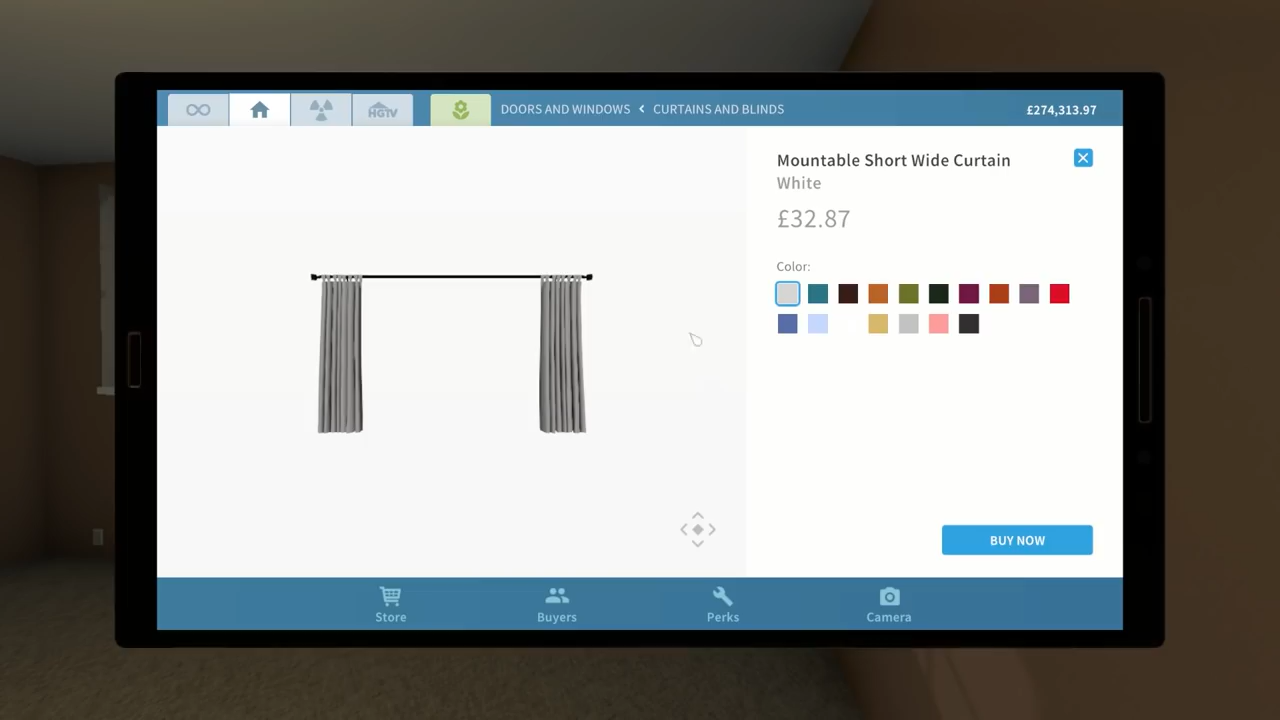 HGTV
DOORS AND WINDOWS < CURTAINS AND BLINDS
£274,313.97
Mountable Short Wide Curtain
White
£32.87
Color:
BUY NOW
Store
Buyers
Perks
Camera